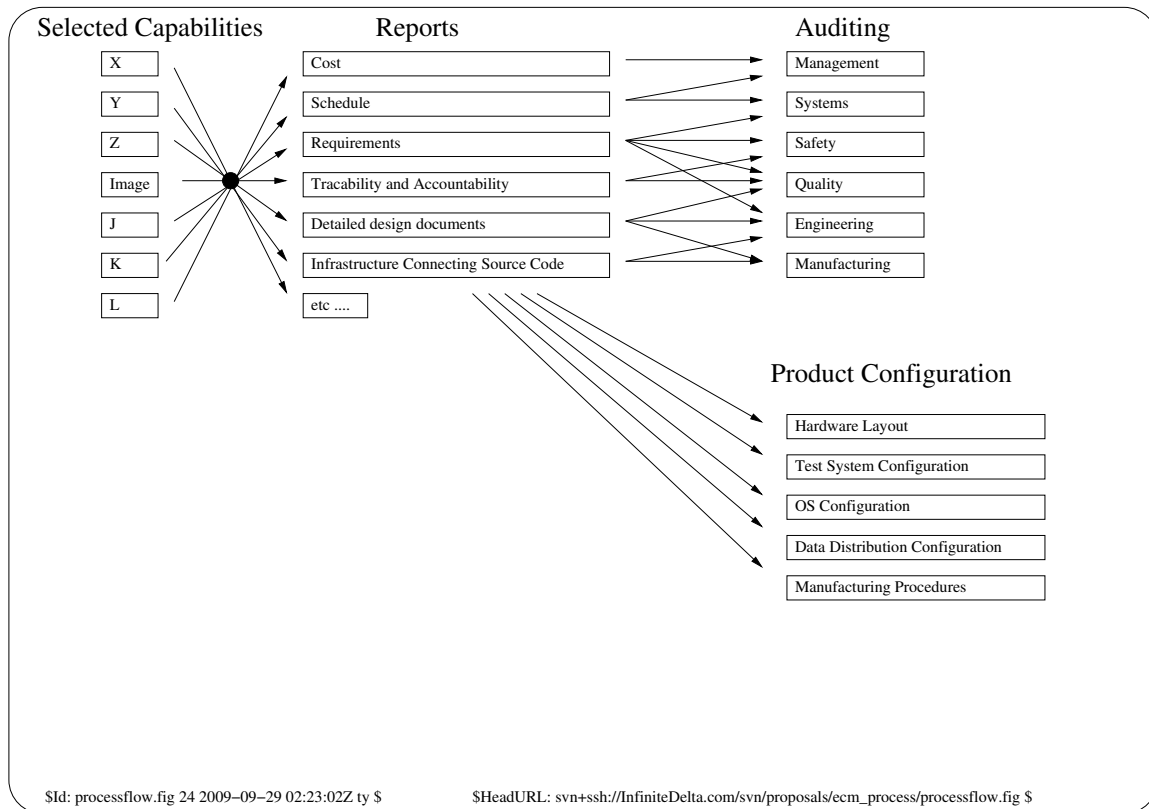 Selected Capabilities
Reports
Auditing
X
Cost
Management
Y
Schedule
Systems
Z
Requirements
Safety
Image
Tracability and Accountability
Quality
J
Detailed design documents
Engineering
K
Infrastructure Connecting Source Code
Manufacturing
L
etc ....
Product Configuration
Hardware Layout
Test System Configuration
OS Configuration
Data Distribution Configuration
Manufacturing Procedures
$Id: processflow.fig 24 2009−09−29 02:23:02Z ty $
$HeadURL: svn+ssh://InfiniteDelta.com/svn/proposals/ecm_process/processflow.fig $